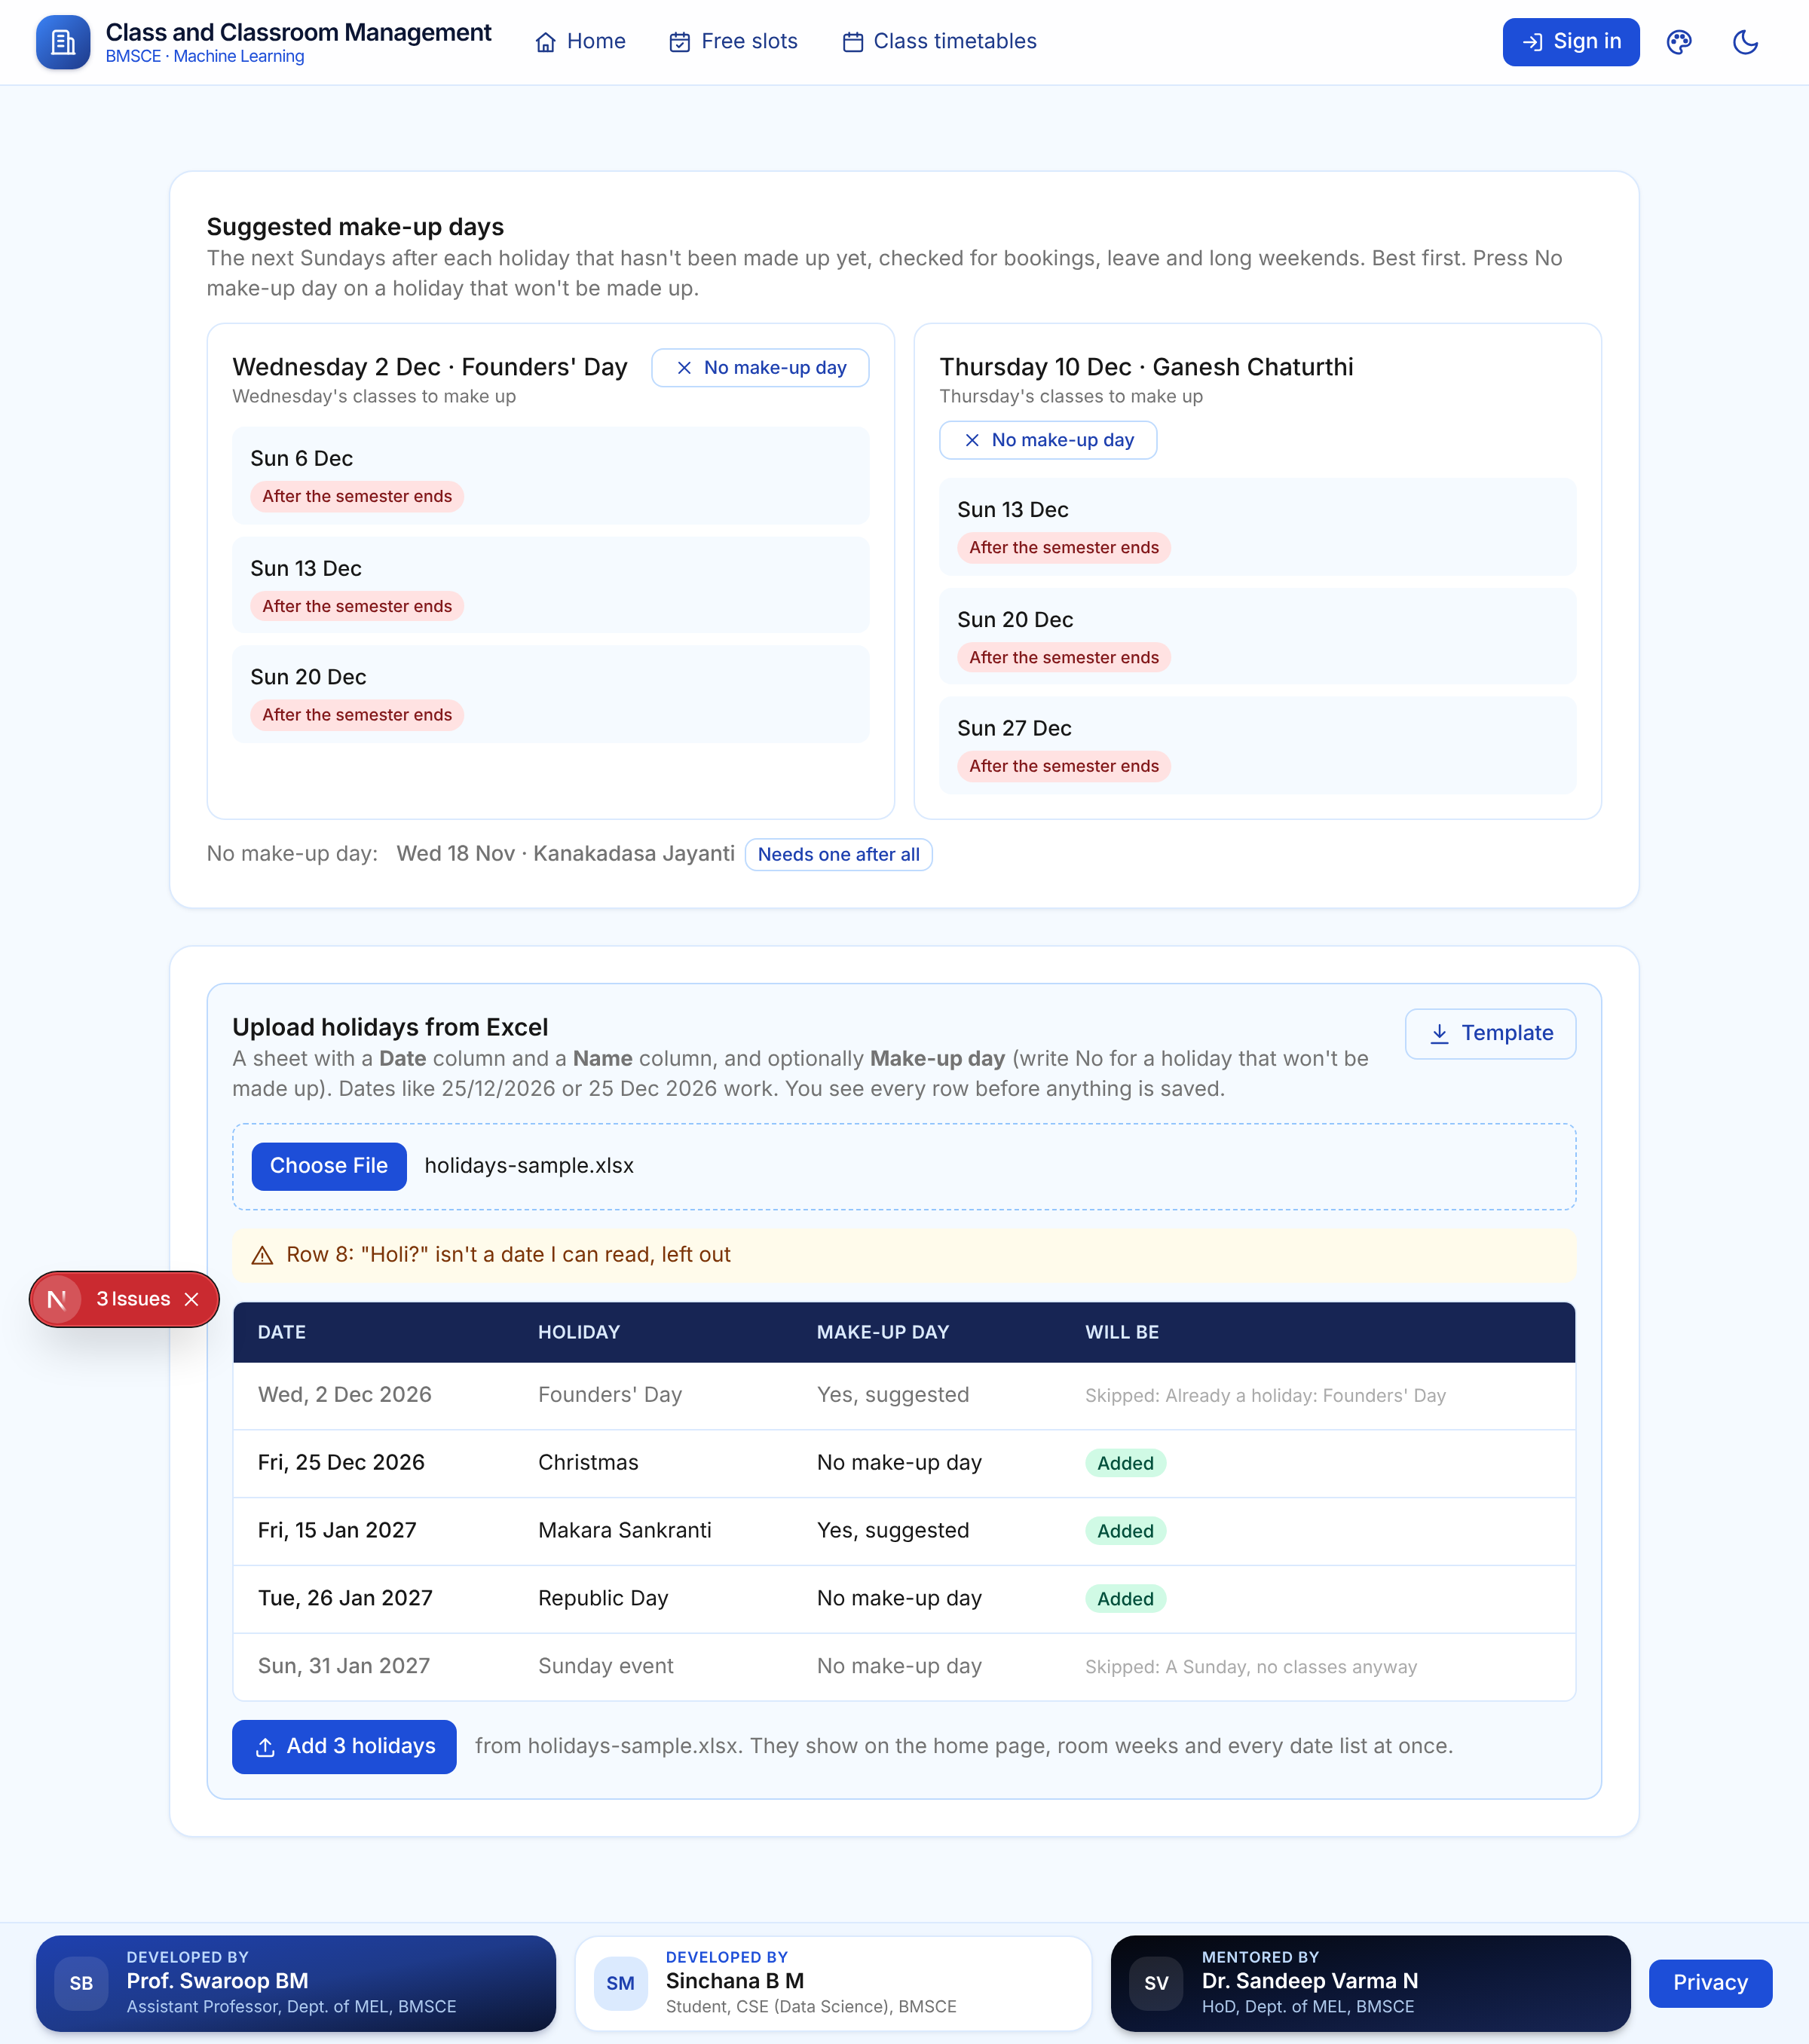 Class and Classroom Management
BMSCE · Machine Learning
Home
Free slots
Class timetables
Sign in
Suggested make-up days
The next Sundays after each holiday that hasn't been made up yet, checked for bookings, leave and long weekends. Best first. Press No
make-up day on a holiday that won't be made up.
Wednesday 2 Dec · Founders' Day
No make-up day
Wednesday's classes to make up
Sun 6 Dec
After the semester ends
Sun 13 Dec
After the semester ends
Sun 20 Dec
After the semester ends
Thursday 10 Dec · Ganesh Chaturthi
Thursday's classes to make up
No make-up day
Sun 13 Dec
After the semester ends
Sun 20 Dec
After the semester ends
Sun 27 Dec
After the semester ends
No make-up day: Wed 18 Nov · Kanakadasa Jayanti Needs one after all
Upload holidays from Excel
Template
A sheet with a Date column and a Name column, and optionally Make-up day (write No for a holiday that won't be
made up). Dates like 25/12/2026 or 25 Dec 2026 work. You see every row before anything is saved.
Choose File holidays-sample.xlsx
Row 8: "Holi?" isn't a date I can read, left out
N 3 Issues
DATE HOLIDAY MAKE-UP DAY WILL BE
Wed, 2 Dec 2026 Founders' Day Yes, suggested Skipped: Already a holiday: Founders' Day
Fri, 25 Dec 2026 Christmas No make-up day Added
Fri, 15 Jan 2027 Makara Sankranti Yes, suggested Added
Tue, 26 Jan 2027 Republic Day No make-up day Added
Sun, 31 Jan 2027 Sunday event No make-up day Skipped: A Sunday, no classes anyway
Add 3 holidays from holidays-sample.xlsx. They show on the home page, room weeks and every date list at once.
SB
DEVELOPED BY
Prof. Swaroop BM
Assistant Professor, Dept. of MEL, BMSCE
SM
DEVELOPED BY
Sinchana B M
Student, CSE (Data Science), BMSCE
SV
MENTORED BY
Dr. Sandeep Varma N
HoD, Dept. of MEL, BMSCE
Privacy